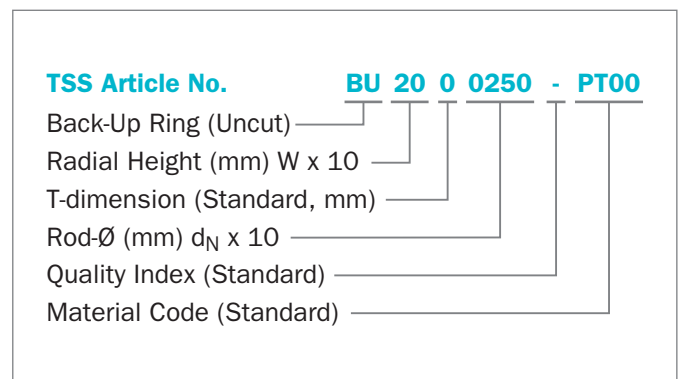 TSS Article No. BU 20 0 0250 - PT00
Back-Up Ring (Uncut)
Radial Height (mm) W x 10
T-dimension (Standard, mm)
Rod-Ø (mm) dN x 10
Quality Index (Standard)
Material Code (Standard)